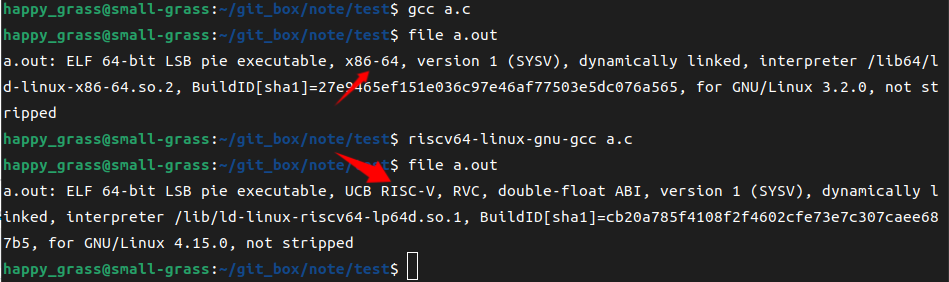 happy_grass@small-grass:~/git_box/note/test$ gcc a.c
happy_grass@small-grass:~/git_box/note/test$ file a.out
a.out: ELF 64-bit LSB pie executable, x86-64, version 1 (SYSV), dynamically linked, interpreter /lib64/l
d-linux-x86-64.so.2, BuildID[sha1]=27e9465ef151e036c97e46af77503e5dc076a565, for GNU/Linux 3.2.0, not st
ripped
happy_grass@small-grass:~/git_box/note/test$ riscv64-linux-gnu-gcc a.c
happy_grass@small-grass:~/git_box/note/test$ file a.out
a.out: ELF 64-bit LSB pie executable, UCB RISC-V, RVC, double-float ABI, version 1 (SYSV), dynamically l
inked, interpreter /lib/ld-linux-riscv64-lp64d.so.1, BuildID[sha1]=cb20a785f4108f2f4602cfe73e7c307caee68
7b5, for GNU/Linux 4.15.0, not stripped
happy_grass@small-grass:~/git_box/note/test$